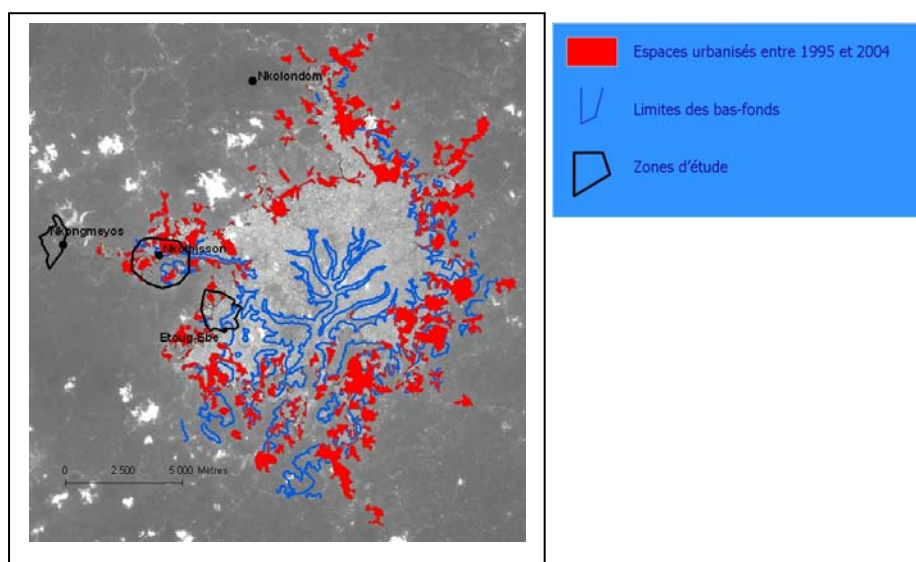 Nkolondom
Nkongmeyos
Nkolbisson
Etoug-Ebe
0 2 500 5 000 Mètres
Espaces urbanisés entre 1995 et 2004
Limites des bas-fonds
Zones d'étude